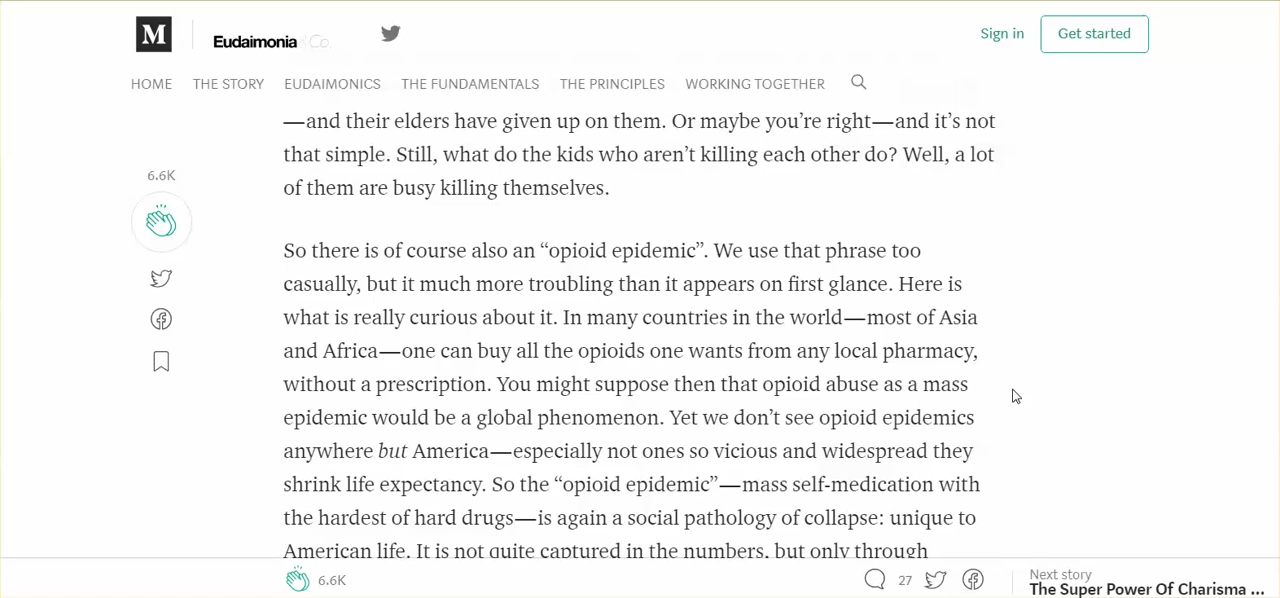 M
Eudaimonia & Co.
Sign in
Get started
HOME THE STORY EUDAIMONICS THE FUNDAMENTALS THE PRINCIPLES WORKING TOGETHER
—and their elders have given up on them. Or maybe you’re right—and it’s not
that simple. Still, what do the kids who aren’t killing each other do? Well, a lot
of them are busy killing themselves.
6.6K
So there is of course also an “opioid epidemic”. We use that phrase too
casually, but it much more troubling than it appears on first glance. Here is
what is really curious about it. In many countries in the world—most of Asia
and Africa—one can buy all the opioids one wants from any local pharmacy,
without a prescription. You might suppose then that opioid abuse as a mass
epidemic would be a global phenomenon. Yet we don’t see opioid epidemics
anywhere but America—especially not ones so vicious and widespread they
shrink life expectancy. So the “opioid epidemic”—mass self-medication with
the hardest of hard drugs—is again a social pathology of collapse: unique to
American life. It is not quite captured in the numbers, but only through
6.6K
27
Next story
The Super Power Of Charisma ...